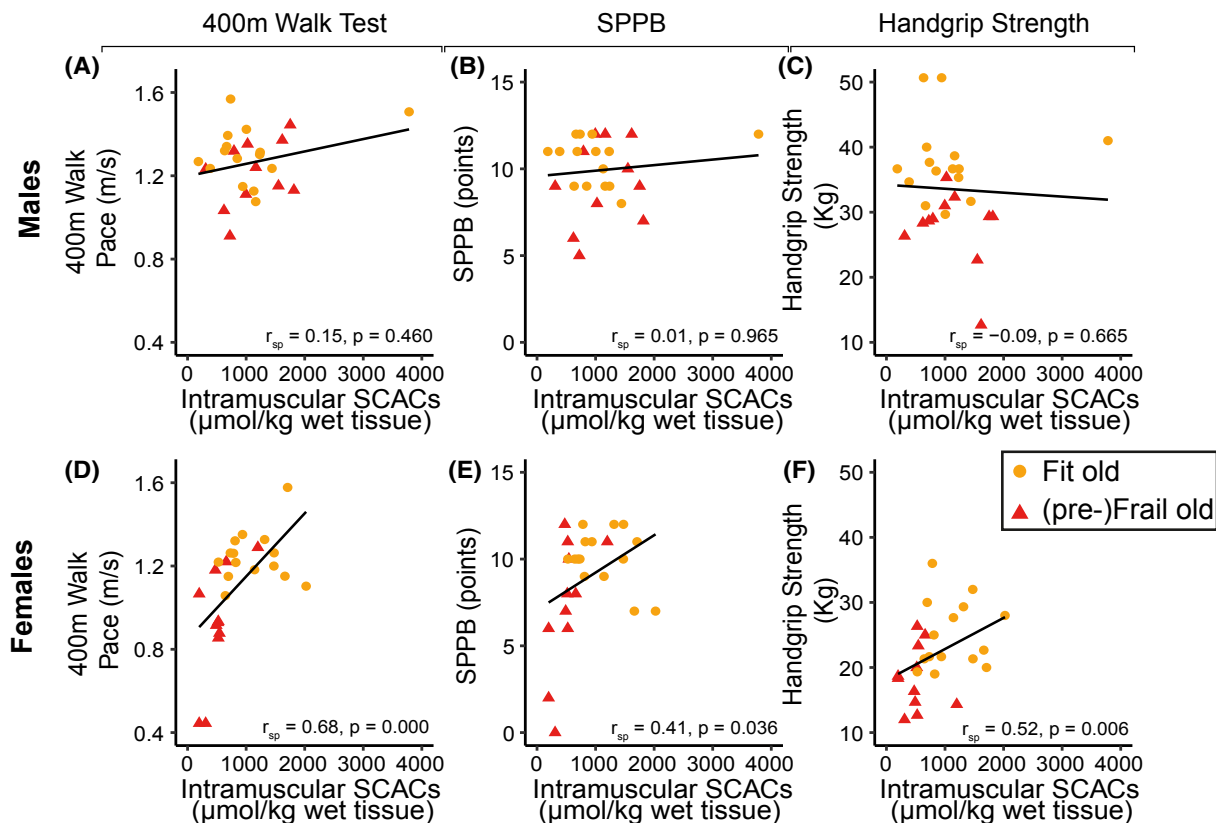 400m Walk Test
SPPB
Handgrip Strength
Males
(A)
400m Walk
Pace (m/s)
1.6
1.2
0.8
0.4
r_sp = 0.15, p = 0.460
0 1000 2000 3000 4000
Intramuscular SCACs
(µmol/kg wet tissue)
(B)
SPPB (points)
15
10
5
0
r_sp = 0.01, p = 0.965
0 1000 2000 3000 4000
Intramuscular SCACs
(µmol/kg wet tissue)
(C)
Handgrip Strength
(Kg)
50
40
30
20
10
r_sp = −0.09, p = 0.665
0 1000 2000 3000 4000
Intramuscular SCACs
(µmol/kg wet tissue)
Females
(D)
400m Walk
Pace (m/s)
1.6
1.2
0.8
0.4
r_sp = 0.68, p = 0.000
0 1000 2000 3000 4000
Intramuscular SCACs
(µmol/kg wet tissue)
(E)
SPPB (points)
15
10
5
0
r_sp = 0.41, p = 0.036
0 1000 2000 3000 4000
Intramuscular SCACs
(µmol/kg wet tissue)
(F)
Handgrip Strength
(Kg)
50
40
30
20
10
r_sp = 0.52, p = 0.006
0 1000 2000 3000 4000
Intramuscular SCACs
(µmol/kg wet tissue)
Fit old
(pre-)Frail old